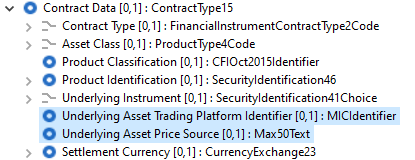 Contract Data [0,1] : ContractType15
Contract Type [0,1] : FinancialInstrumentContractType2Code
Asset Class [0,1] : ProductType4Code
Product Classification [0,1] : CFIOct2015Identifier
Product Identification [0,1] : SecurityIdentification46
Underlying Instrument [0,1] : SecurityIdentification41Choice
Underlying Asset Trading Platform Identifier [0,1] : MICIdentifier
Underlying Asset Price Source [0,1] : Max50Text
Settlement Currency [0,1] : CurrencyExchange23